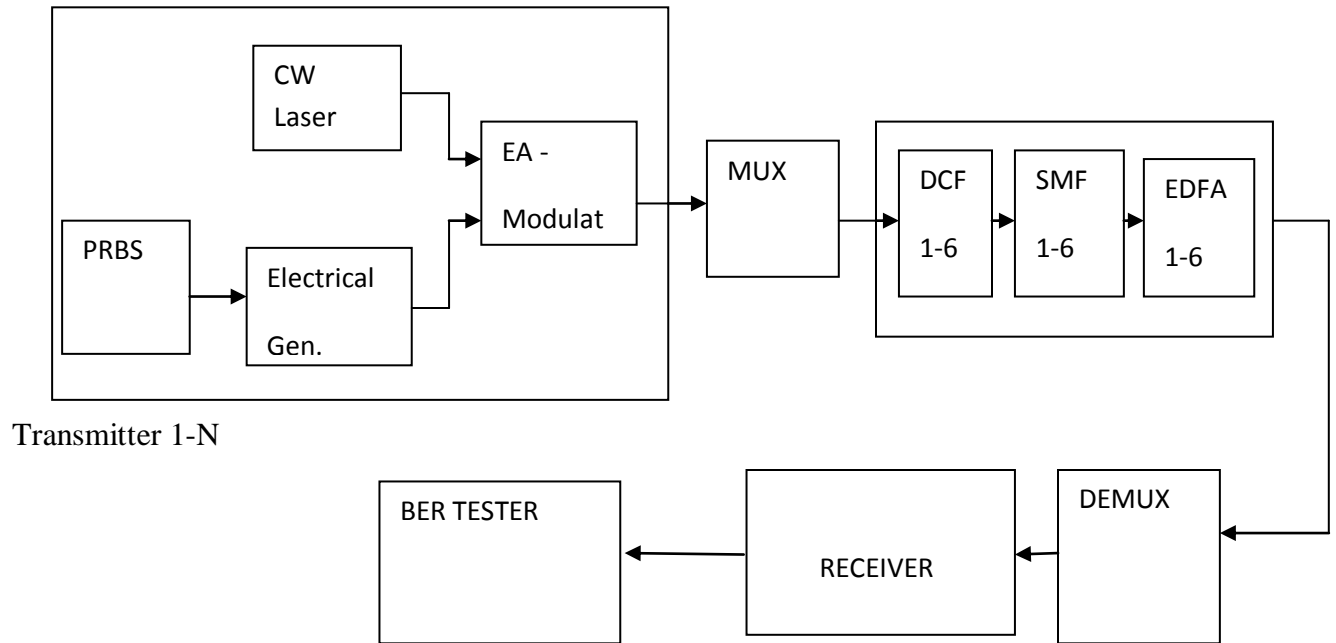 CW
Laser
EA -
Modulat
PRBS
Electrical
Gen.
MUX
DCF
1-6
SMF
1-6
EDFA
1-6
Transmitter 1-N
BER TESTER
RECEIVER
DEMUX